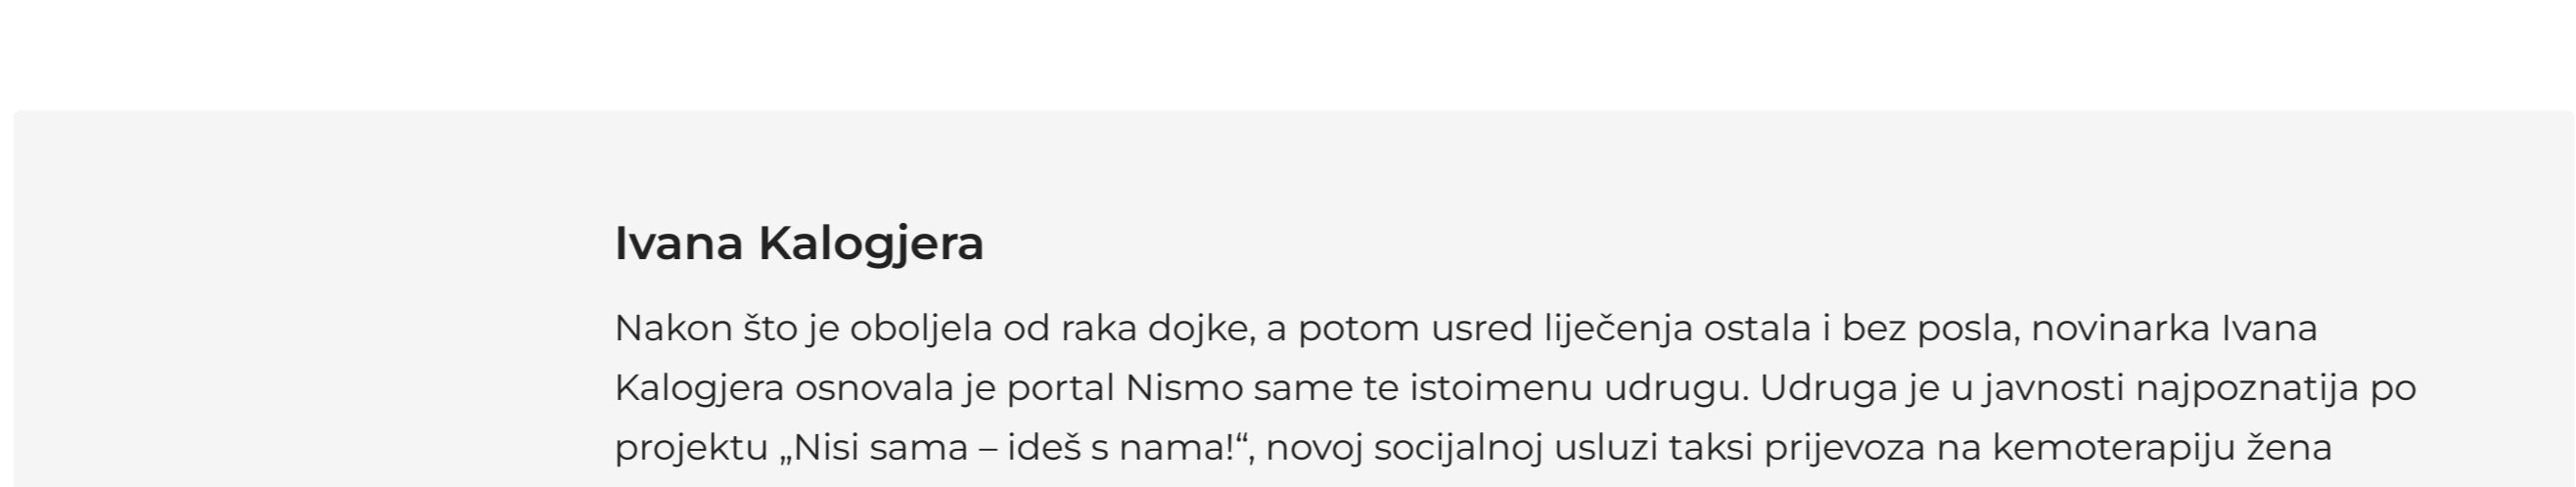 Ivana Kalogjera
Nakon što je oboljela od raka dojke, a potom usred liječenja ostala i bez posla, novinarka Ivana
Kalogjera osnovala je portal Nismo same te istoimenu udrugu. Udruga je u javnosti najpoznatija po
projektu „Nisi sama – ideš s nama!“, novoj socijalnoj usluzi taksi prijevoza na kemoterapiju žena